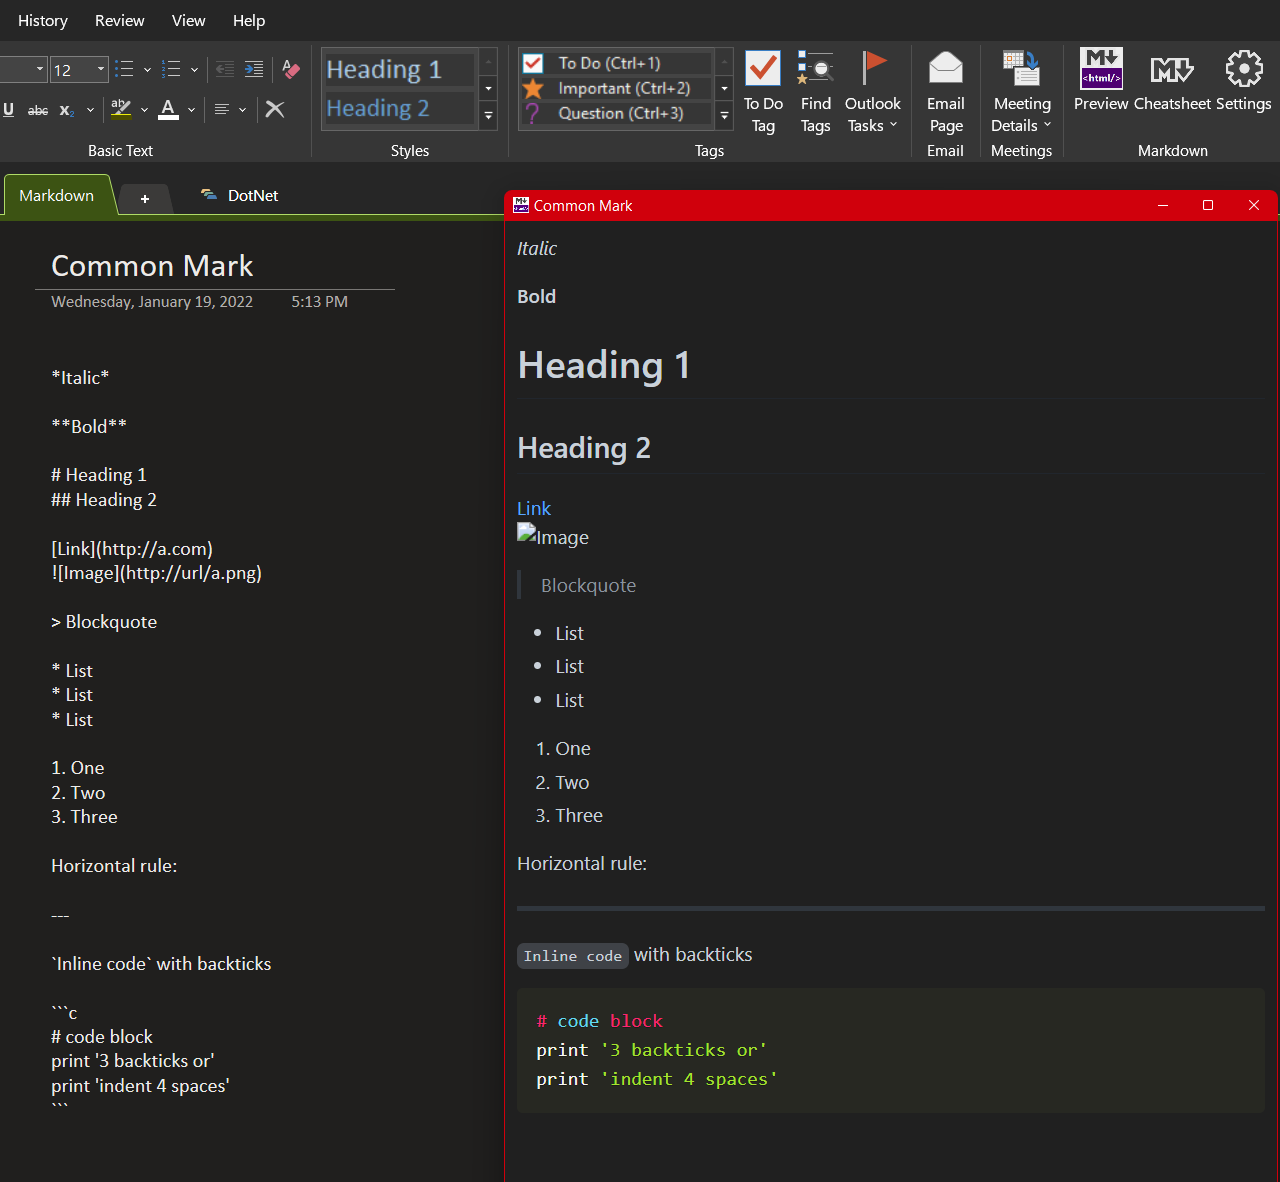 History Review View Help
12
Heading 1
Heading 2
To Do (Ctrl+1)
Important (Ctrl+2)
Question (Ctrl+3)
To Do Tag
Find Tags
Outlook Tasks
Email Page
Meeting Details
M↓ <html/>
Preview
Cheatsheet
Settings
U abc x₂ ab A
Basic Text
Styles
Tags
Email
Meetings
Markdown
Markdown + DotNet
Common Mark
Wednesday, January 19, 2022 5:13 PM
*Italic*
**Bold**
# Heading 1
## Heading 2
[Link](http://a.com)
![Image](http://url/a.png)
> Blockquote
* List
* List
* List
1. One
2. Two
3. Three
Horizontal rule:
---
`Inline code` with backticks
```c
# code block
print '3 backticks or'
print 'indent 4 spaces'
```
Common Mark
Italic
Bold
Heading 1
Heading 2
Link
Image
Blockquote
• List
• List
• List
1. One
2. Two
3. Three
Horizontal rule:
Inline code with backticks
# code block
print '3 backticks or'
print 'indent 4 spaces'